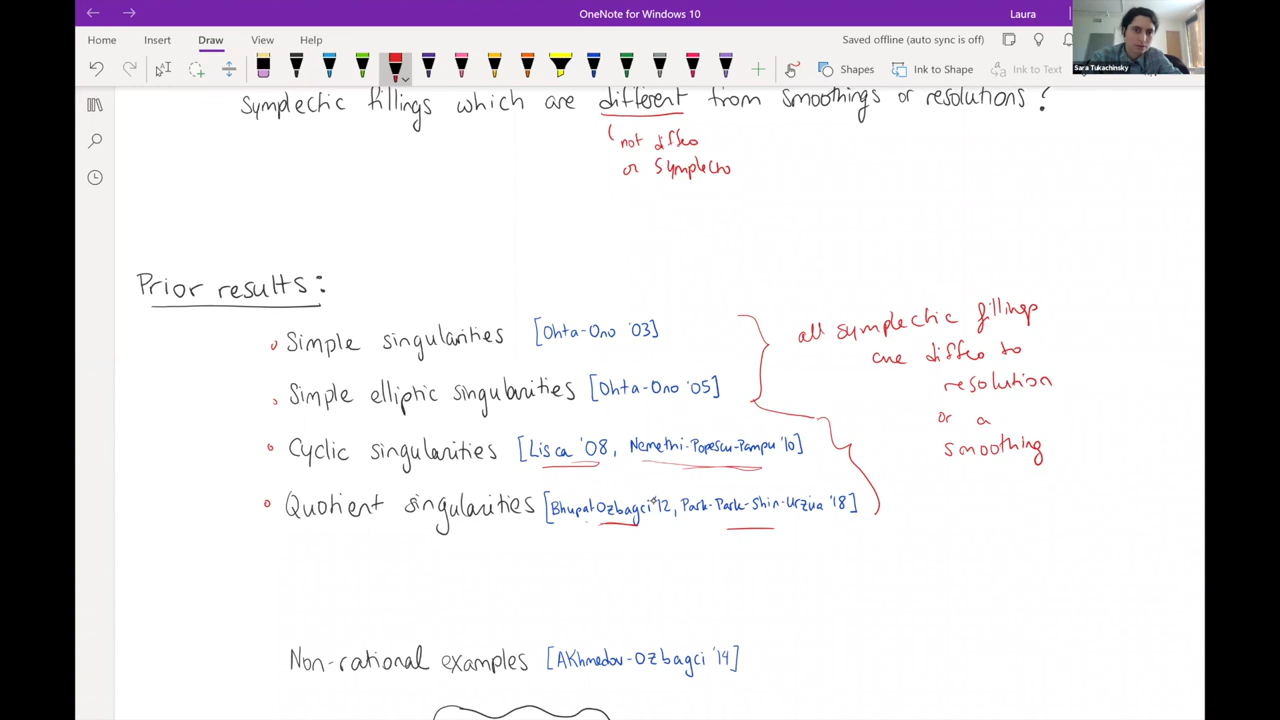 OneNote for Windows 10
Laura
Home Insert Draw View Help
Saved offline (auto sync is off)
Shapes Ink to Shape Ink to Text
Sara Tukachinsky
Symplectic fillings which are different from smoothings or resolutions?
(not diffeo
or symplecto
Prior results:
Simple singularities [Ohta-Ono '03]
Simple elliptic singularities [Ohta-Ono '05]
Cyclic singularities [Lisca '08, Nemethi-Popescu-Pampu '10]
Quotient singularities [Bhupal-Ozbagci '12, Park-Park-Shin-Urzua '18]
all symplectic fillings
are diffeo to
resolution
or a
smoothing
Non-rational examples [Akhmedov-Ozbagci '14]